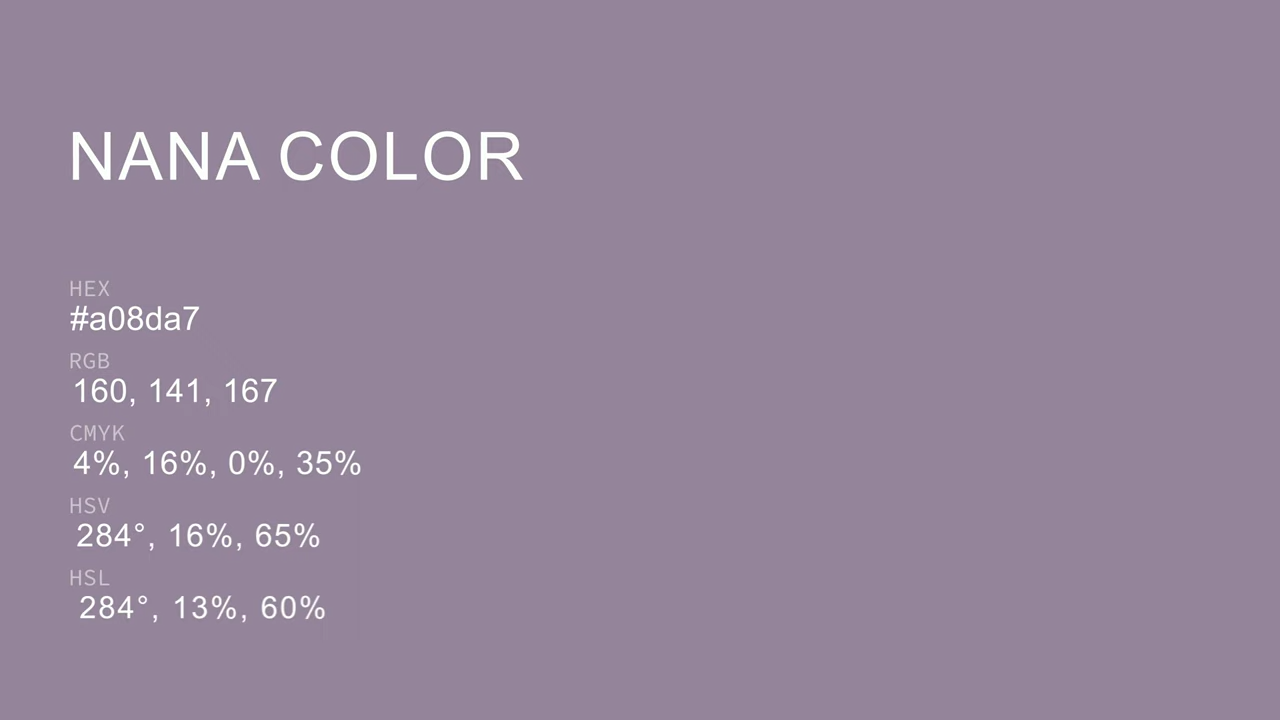 NANA COLOR
HEX
#a08da7
RGB
160, 141, 167
CMYK
4%, 16%, 0%, 35%
HSV
284°, 16%, 65%
HSL
284°, 13%, 60%